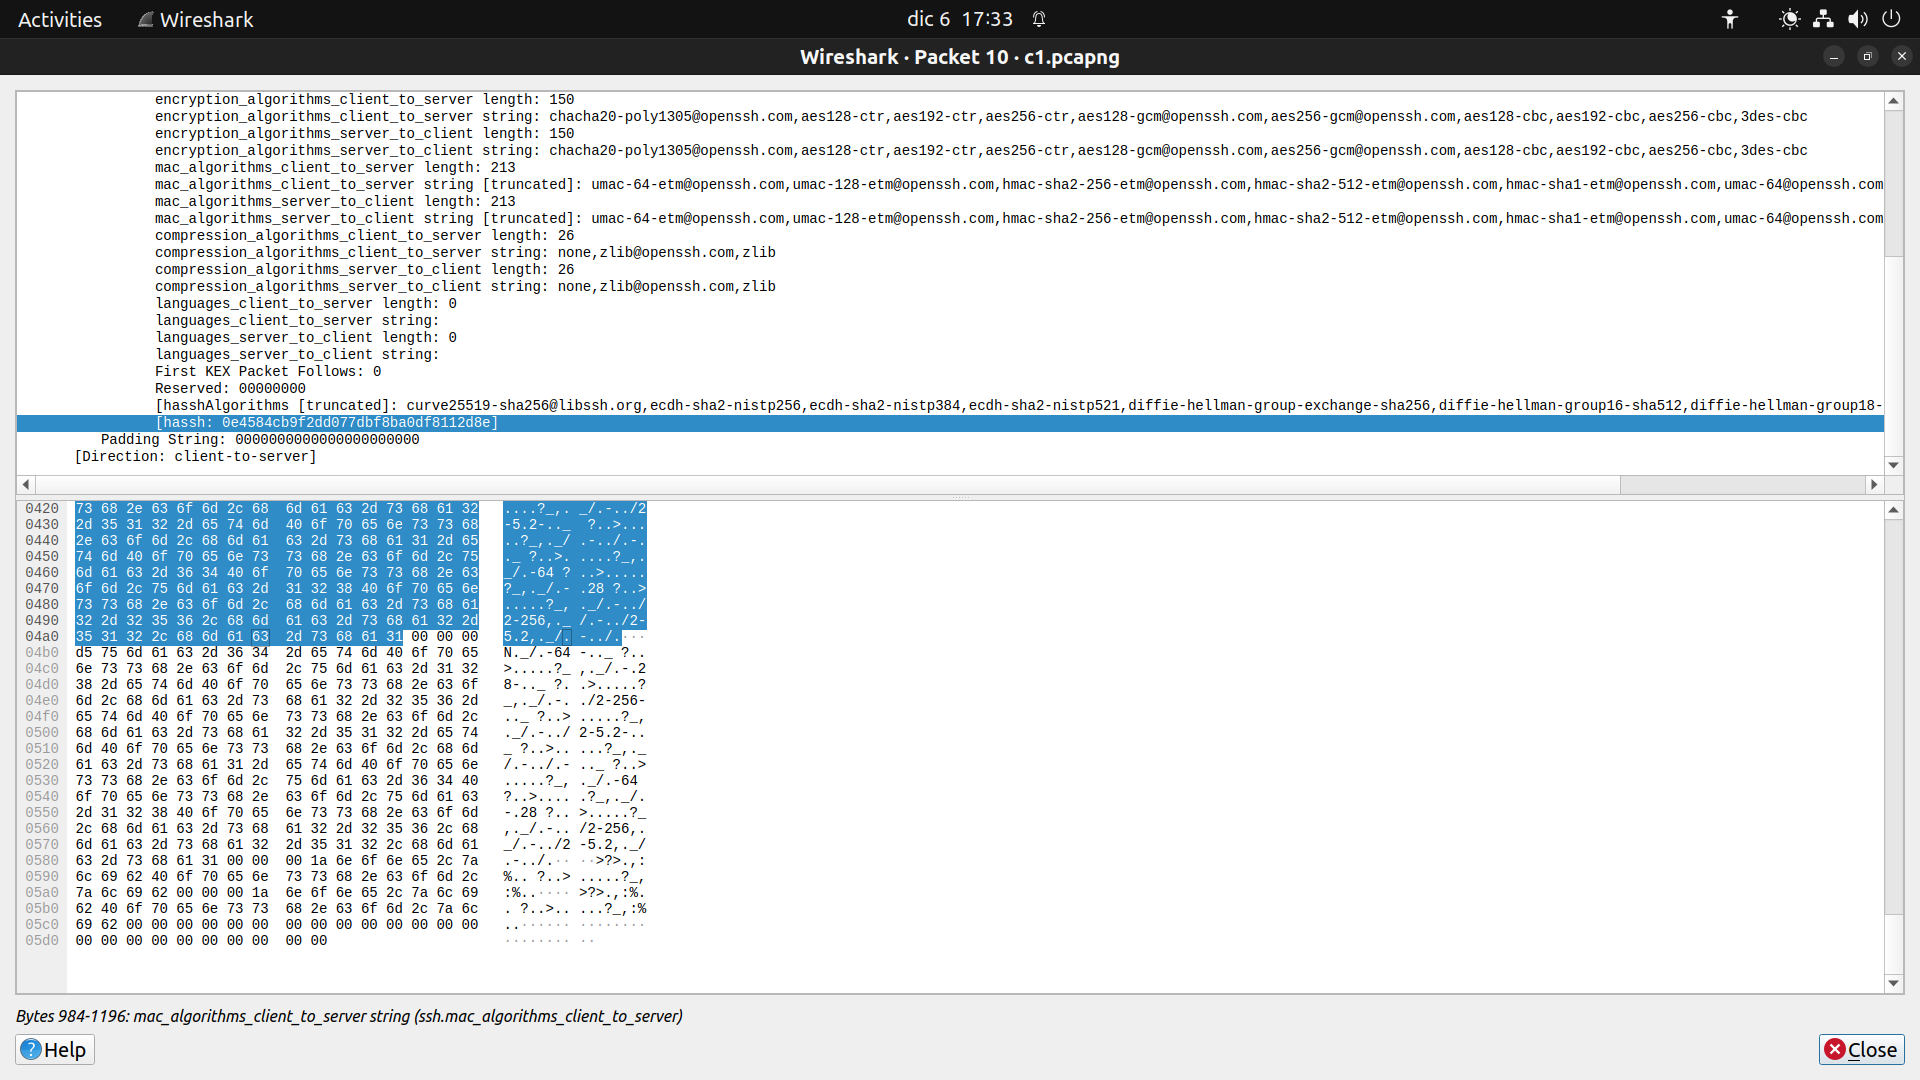 Activities Wireshark dic 6 17:33
Wireshark · Packet 10 · c1.pcapng
encryption_algorithms_client_to_server length: 150
encryption_algorithms_client_to_server string: chacha20-poly1305@openssh.com,aes128-ctr,aes192-ctr,aes256-ctr,aes128-gcm@openssh.com,aes256-gcm@openssh.com,aes128-cbc,aes192-cbc,aes256-cbc,3des-cbc
encryption_algorithms_server_to_client length: 150
encryption_algorithms_server_to_client string: chacha20-poly1305@openssh.com,aes128-ctr,aes192-ctr,aes256-ctr,aes128-gcm@openssh.com,aes256-gcm@openssh.com,aes128-cbc,aes192-cbc,aes256-cbc,3des-cbc
mac_algorithms_client_to_server length: 213
mac_algorithms_client_to_server string [truncated]: umac-64-etm@openssh.com,umac-128-etm@openssh.com,hmac-sha2-256-etm@openssh.com,hmac-sha2-512-etm@openssh.com,hmac-sha1-etm@openssh.com,umac-64@openssh.com
mac_algorithms_server_to_client length: 213
mac_algorithms_server_to_client string [truncated]: umac-64-etm@openssh.com,umac-128-etm@openssh.com,hmac-sha2-256-etm@openssh.com,hmac-sha2-512-etm@openssh.com,hmac-sha1-etm@openssh.com,umac-64@openssh.com
compression_algorithms_client_to_server length: 26
compression_algorithms_client_to_server string: none,zlib@openssh.com,zlib
compression_algorithms_server_to_client length: 26
compression_algorithms_server_to_client string: none,zlib@openssh.com,zlib
languages_client_to_server length: 0
languages_client_to_server string:
languages_server_to_client length: 0
languages_server_to_client string:
First KEX Packet Follows: 0
Reserved: 00000000
[hasshAlgorithms [truncated]: curve25519-sha256@libssh.org,ecdh-sha2-nistp256,ecdh-sha2-nistp384,ecdh-sha2-nistp521,diffie-hellman-group-exchange-sha256,diffie-hellman-group16-sha512,diffie-hellman-group18-
[hassh: 0e4584cb9f2dd077dbf8ba0df8112d8e]
Padding String: 0000000000000000000000
[Direction: client-to-server]
0420 73 68 2e 63 6f 6d 2c 68 6d 61 63 2d 73 68 61 32 ....?_,. _/.-../2
0430 2d 35 31 32 2d 65 74 6d 40 6f 70 65 6e 73 73 68 -5.2-.._ ?..>...
0440 2e 63 6f 6d 2c 68 6d 61 63 2d 73 68 61 31 2d 65 ..?_,._/ .-../.-.
0450 74 6d 40 6f 70 65 6e 73 73 68 2e 63 6f 6d 2c 75 ._ ?..>. ....?_,.
0460 6d 61 63 2d 36 34 40 6f 70 65 6e 73 73 68 2e 63 _/.-64 ? ..>.....
0470 6f 6d 2c 75 6d 61 63 2d 31 32 38 40 6f 70 65 6e ?_,._/.- .28 ?..>
0480 73 73 68 2e 63 6f 6d 2c 68 6d 61 63 2d 73 68 61 .....?_, ._/.-../
0490 32 2d 32 35 36 2c 68 6d 61 63 2d 73 68 61 32 2d 2-256,._ /.-../2-
04a0 35 31 32 2c 68 6d 61 63 2d 73 68 61 31 00 00 00 5.2,._/. -../.···
04b0 d5 75 6d 61 63 2d 36 34 2d 65 74 6d 40 6f 70 65 N._/.-64 -.._ ?..
04c0 6e 73 73 68 2e 63 6f 6d 2c 75 6d 61 63 2d 31 32 >.....?_ ,._/.-.2
04d0 38 2d 65 74 6d 40 6f 70 65 6e 73 73 68 2e 63 6f 8-.._ ?. .>.....?
04e0 6d 2c 68 6d 61 63 2d 73 68 61 32 2d 32 35 36 2d _,._/.-. ./2-256-
04f0 65 74 6d 40 6f 70 65 6e 73 73 68 2e 63 6f 6d 2c .._ ?..> .....?_,
0500 68 6d 61 63 2d 73 68 61 32 2d 35 31 32 2d 65 74 ._/.-../ 2-5.2-..
0510 6d 40 6f 70 65 6e 73 73 68 2e 63 6f 6d 2c 68 6d _ ?..>.. ...?_,._
0520 61 63 2d 73 68 61 31 2d 65 74 6d 40 6f 70 65 6e /.-../.- .._ ?..>
0530 73 73 68 2e 63 6f 6d 2c 75 6d 61 63 2d 36 34 40 .....?_, ._/.-64
0540 6f 70 65 6e 73 73 68 2e 63 6f 6d 2c 75 6d 61 63 ?..>.... .?_,._/.
0550 2d 31 32 38 40 6f 70 65 6e 73 73 68 2e 63 6f 6d -.28 ?.. >.....?_
0560 2c 68 6d 61 63 2d 73 68 61 32 2d 32 35 36 2c 68 ,._/.-.. /2-256,.
0570 6d 61 63 2d 73 68 61 32 2d 35 31 32 2c 68 6d 61 _/.-../2 -5.2,._/
0580 63 2d 73 68 61 31 00 00 00 1a 6e 6f 6e 65 2c 7a .-../.·· ··>?>.,:
0590 6c 69 62 40 6f 70 65 6e 73 73 68 2e 63 6f 6d 2c %.. ?..> .....?_,
05a0 7a 6c 69 62 00 00 00 1a 6e 6f 6e 65 2c 7a 6c 69 :%..···· >?>.,:%.
05b0 62 40 6f 70 65 6e 73 73 68 2e 63 6f 6d 2c 7a 6c . ?..>.. ...?_,:%
05c0 69 62 00 00 00 00 00 00 00 00 00 00 00 00 00 00 ..······ ········
05d0 00 00 00 00 00 00 00 00 00 00 ········ ··
Bytes 984-1196: mac_algorithms_client_to_server string (ssh.mac_algorithms_client_to_server)
Help Close